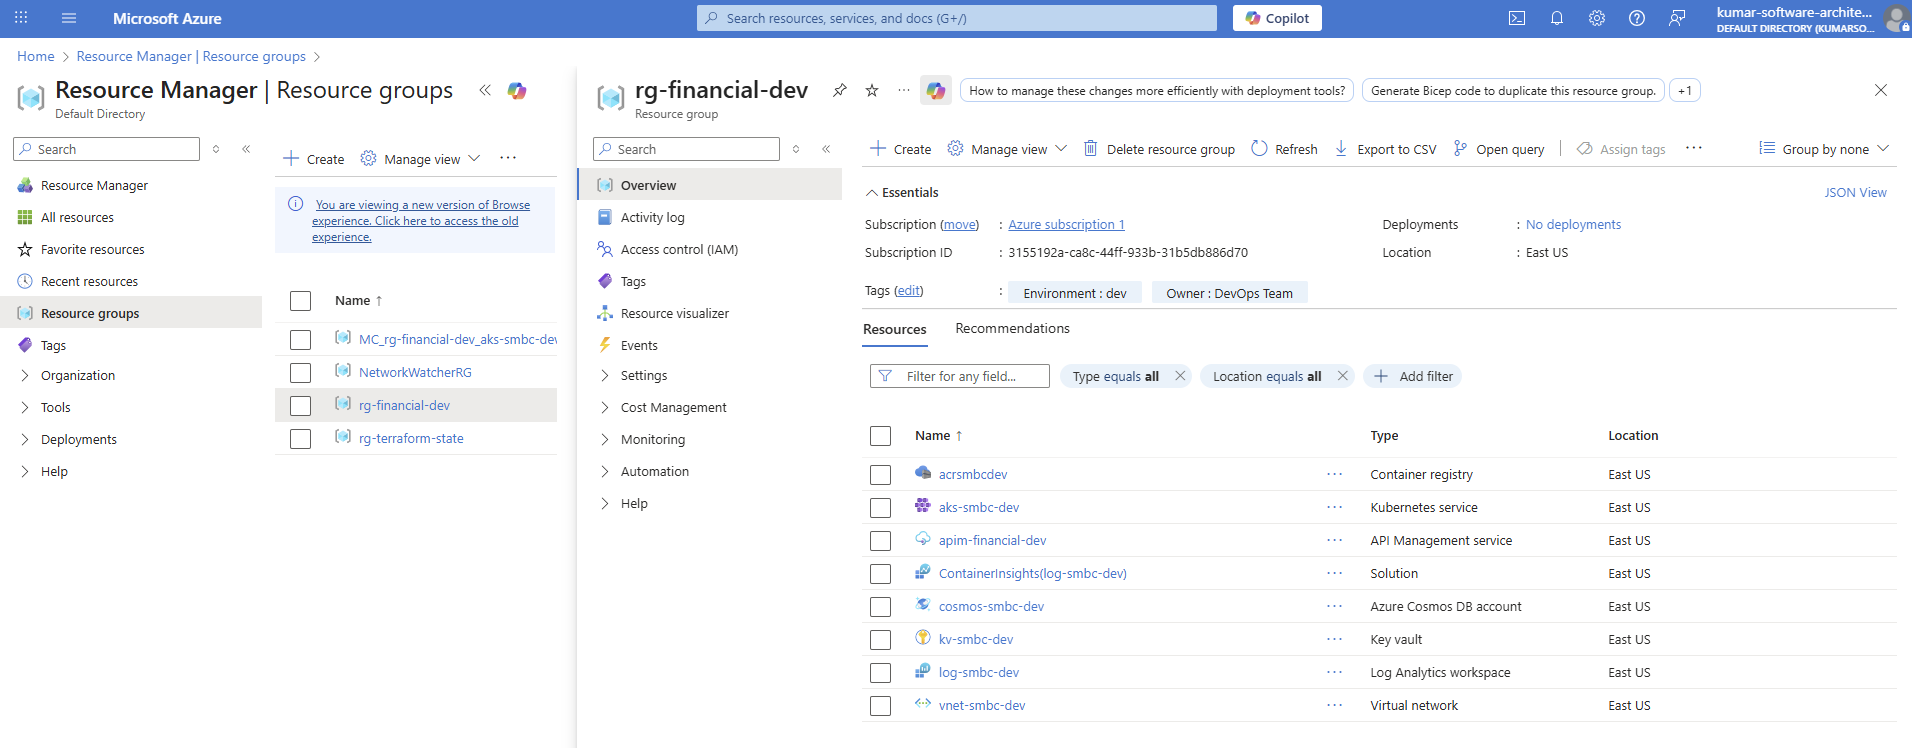 Microsoft Azure
Search resources, services, and docs (G+/)
Copilot
kumar-software-archite...
DEFAULT DIRECTORY (KUMARSO...
Home > Resource Manager | Resource groups >
Resource Manager | Resource groups
Default Directory
Search
Resource Manager
All resources
Favorite resources
Recent resources
Resource groups
Tags
Organization
Tools
Deployments
Help
Create
Manage view
You are viewing a new version of Browse
experience. Click here to access the old
experience.
Name ↑
MC_rg-financial-dev_aks-smbc-dev
NetworkWatcherRG
rg-financial-dev
rg-terraform-state
rg-financial-dev
Resource group
How to manage these changes more efficiently with deployment tools?
Generate Bicep code to duplicate this resource group.
+1
Search
Overview
Activity log
Access control (IAM)
Tags
Resource visualizer
Events
Settings
Cost Management
Monitoring
Automation
Help
Create
Manage view
Delete resource group
Refresh
Export to CSV
Open query
Assign tags
Group by none
Essentials
JSON View
Subscription (move) : Azure subscription 1
Deployments : No deployments
Subscription ID : 3155192a-ca8c-44ff-933b-31b5db886d70
Location : East US
Tags (edit) : Environment : dev Owner : DevOps Team
Resources Recommendations
Filter for any field...
Type equals all
Location equals all
Add filter
Name ↑ Type Location
acrsmbcdev ... Container registry East US
aks-smbc-dev ... Kubernetes service East US
apim-financial-dev ... API Management service East US
ContainerInsights(log-smbc-dev) ... Solution East US
cosmos-smbc-dev ... Azure Cosmos DB account East US
kv-smbc-dev ... Key vault East US
log-smbc-dev ... Log Analytics workspace East US
vnet-smbc-dev ... Virtual network East US